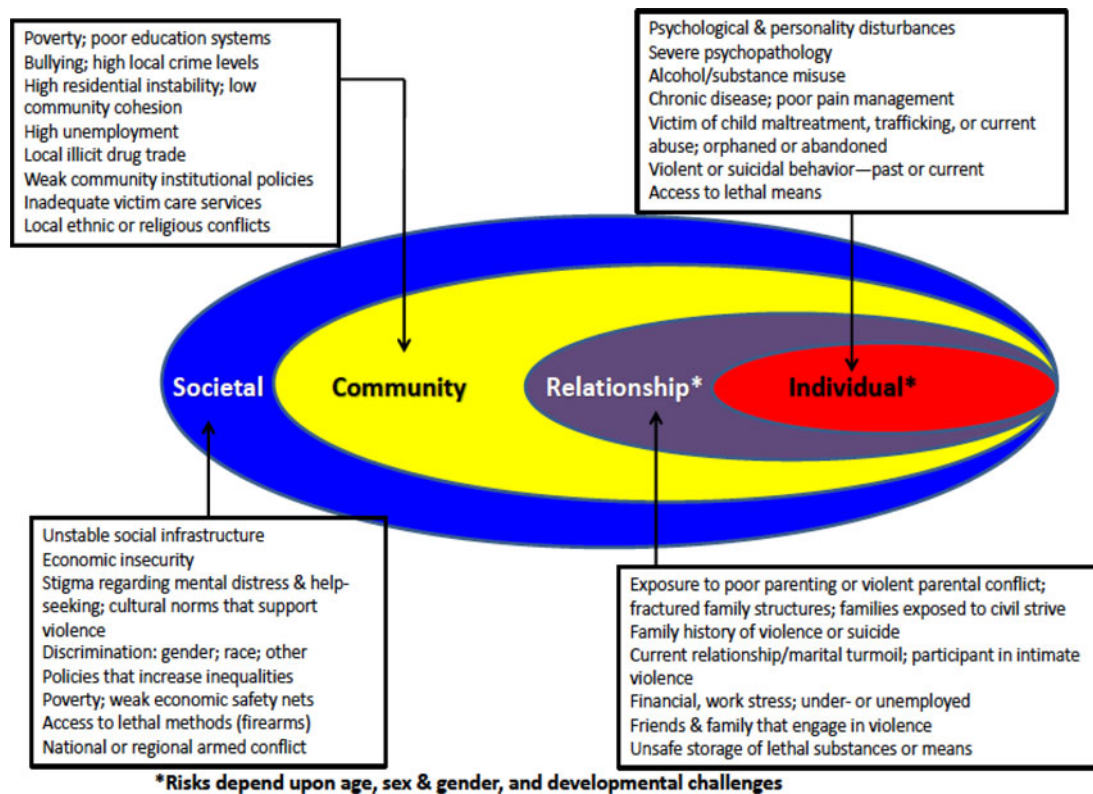 Poverty; poor education systems
Bullying; high local crime levels
High residential instability; low
community cohesion
High unemployment
Local illicit drug trade
Weak community institutional policies
Inadequate victim care services
Local ethnic or religious conflicts
Psychological & personality disturbances
Severe psychopathology
Alcohol/substance misuse
Chronic disease; poor pain management
Victim of child maltreatment, trafficking, or current
abuse; orphaned or abandoned
Violent or suicidal behavior—past or current
Access to lethal means
Societal
Community
Relationship*
Individual*
Unstable social infrastructure
Economic insecurity
Stigma regarding mental distress & help-
seeking; cultural norms that support
violence
Discrimination: gender; race; other
Policies that increase inequalities
Poverty; weak economic safety nets
Access to lethal methods (firearms)
National or regional armed conflict
Exposure to poor parenting or violent parental conflict;
fractured family structures; families exposed to civil strive
Family history of violence or suicide
Current relationship/marital turmoil; participant in intimate
violence
Financial, work stress; under- or unemployed
Friends & family that engage in violence
Unsafe storage of lethal substances or means
*Risks depend upon age, sex & gender, and developmental challenges